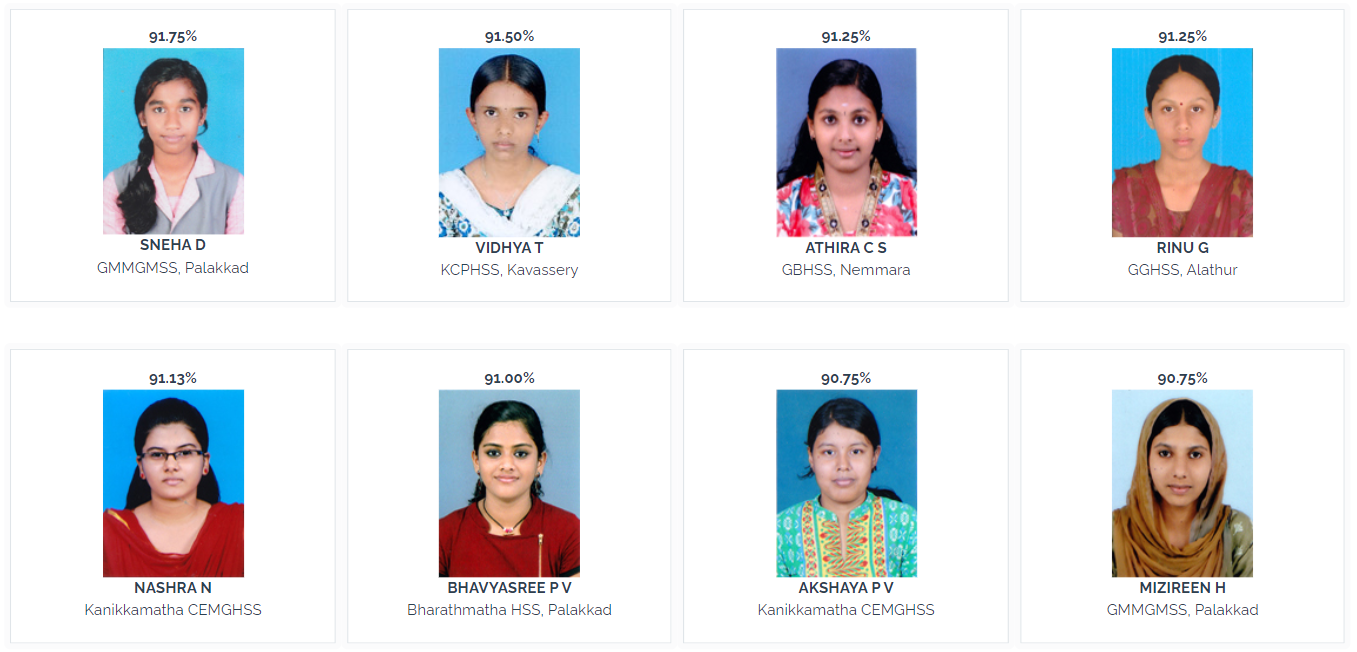 91.75%
91.50%
91.25%
91.25%
SNEHA D
VIDHYA T
ATHIRA C S
RINU G
GMMGMSS, Palakkad
KCPHSS, Kavassery
GBHSS, Nemmara
GGHSS, Alathur
91.13%
91.00%
90.75%
90.75%
NASHRA N
BHAVYASREE P V
AKSHAYA P V
MIZIREEN H
Kanikkamatha CEMGHSS
Bharathmatha HSS, Palakkad
Kanikkamatha CEMGHSS
GMMGMSS, Palakkad